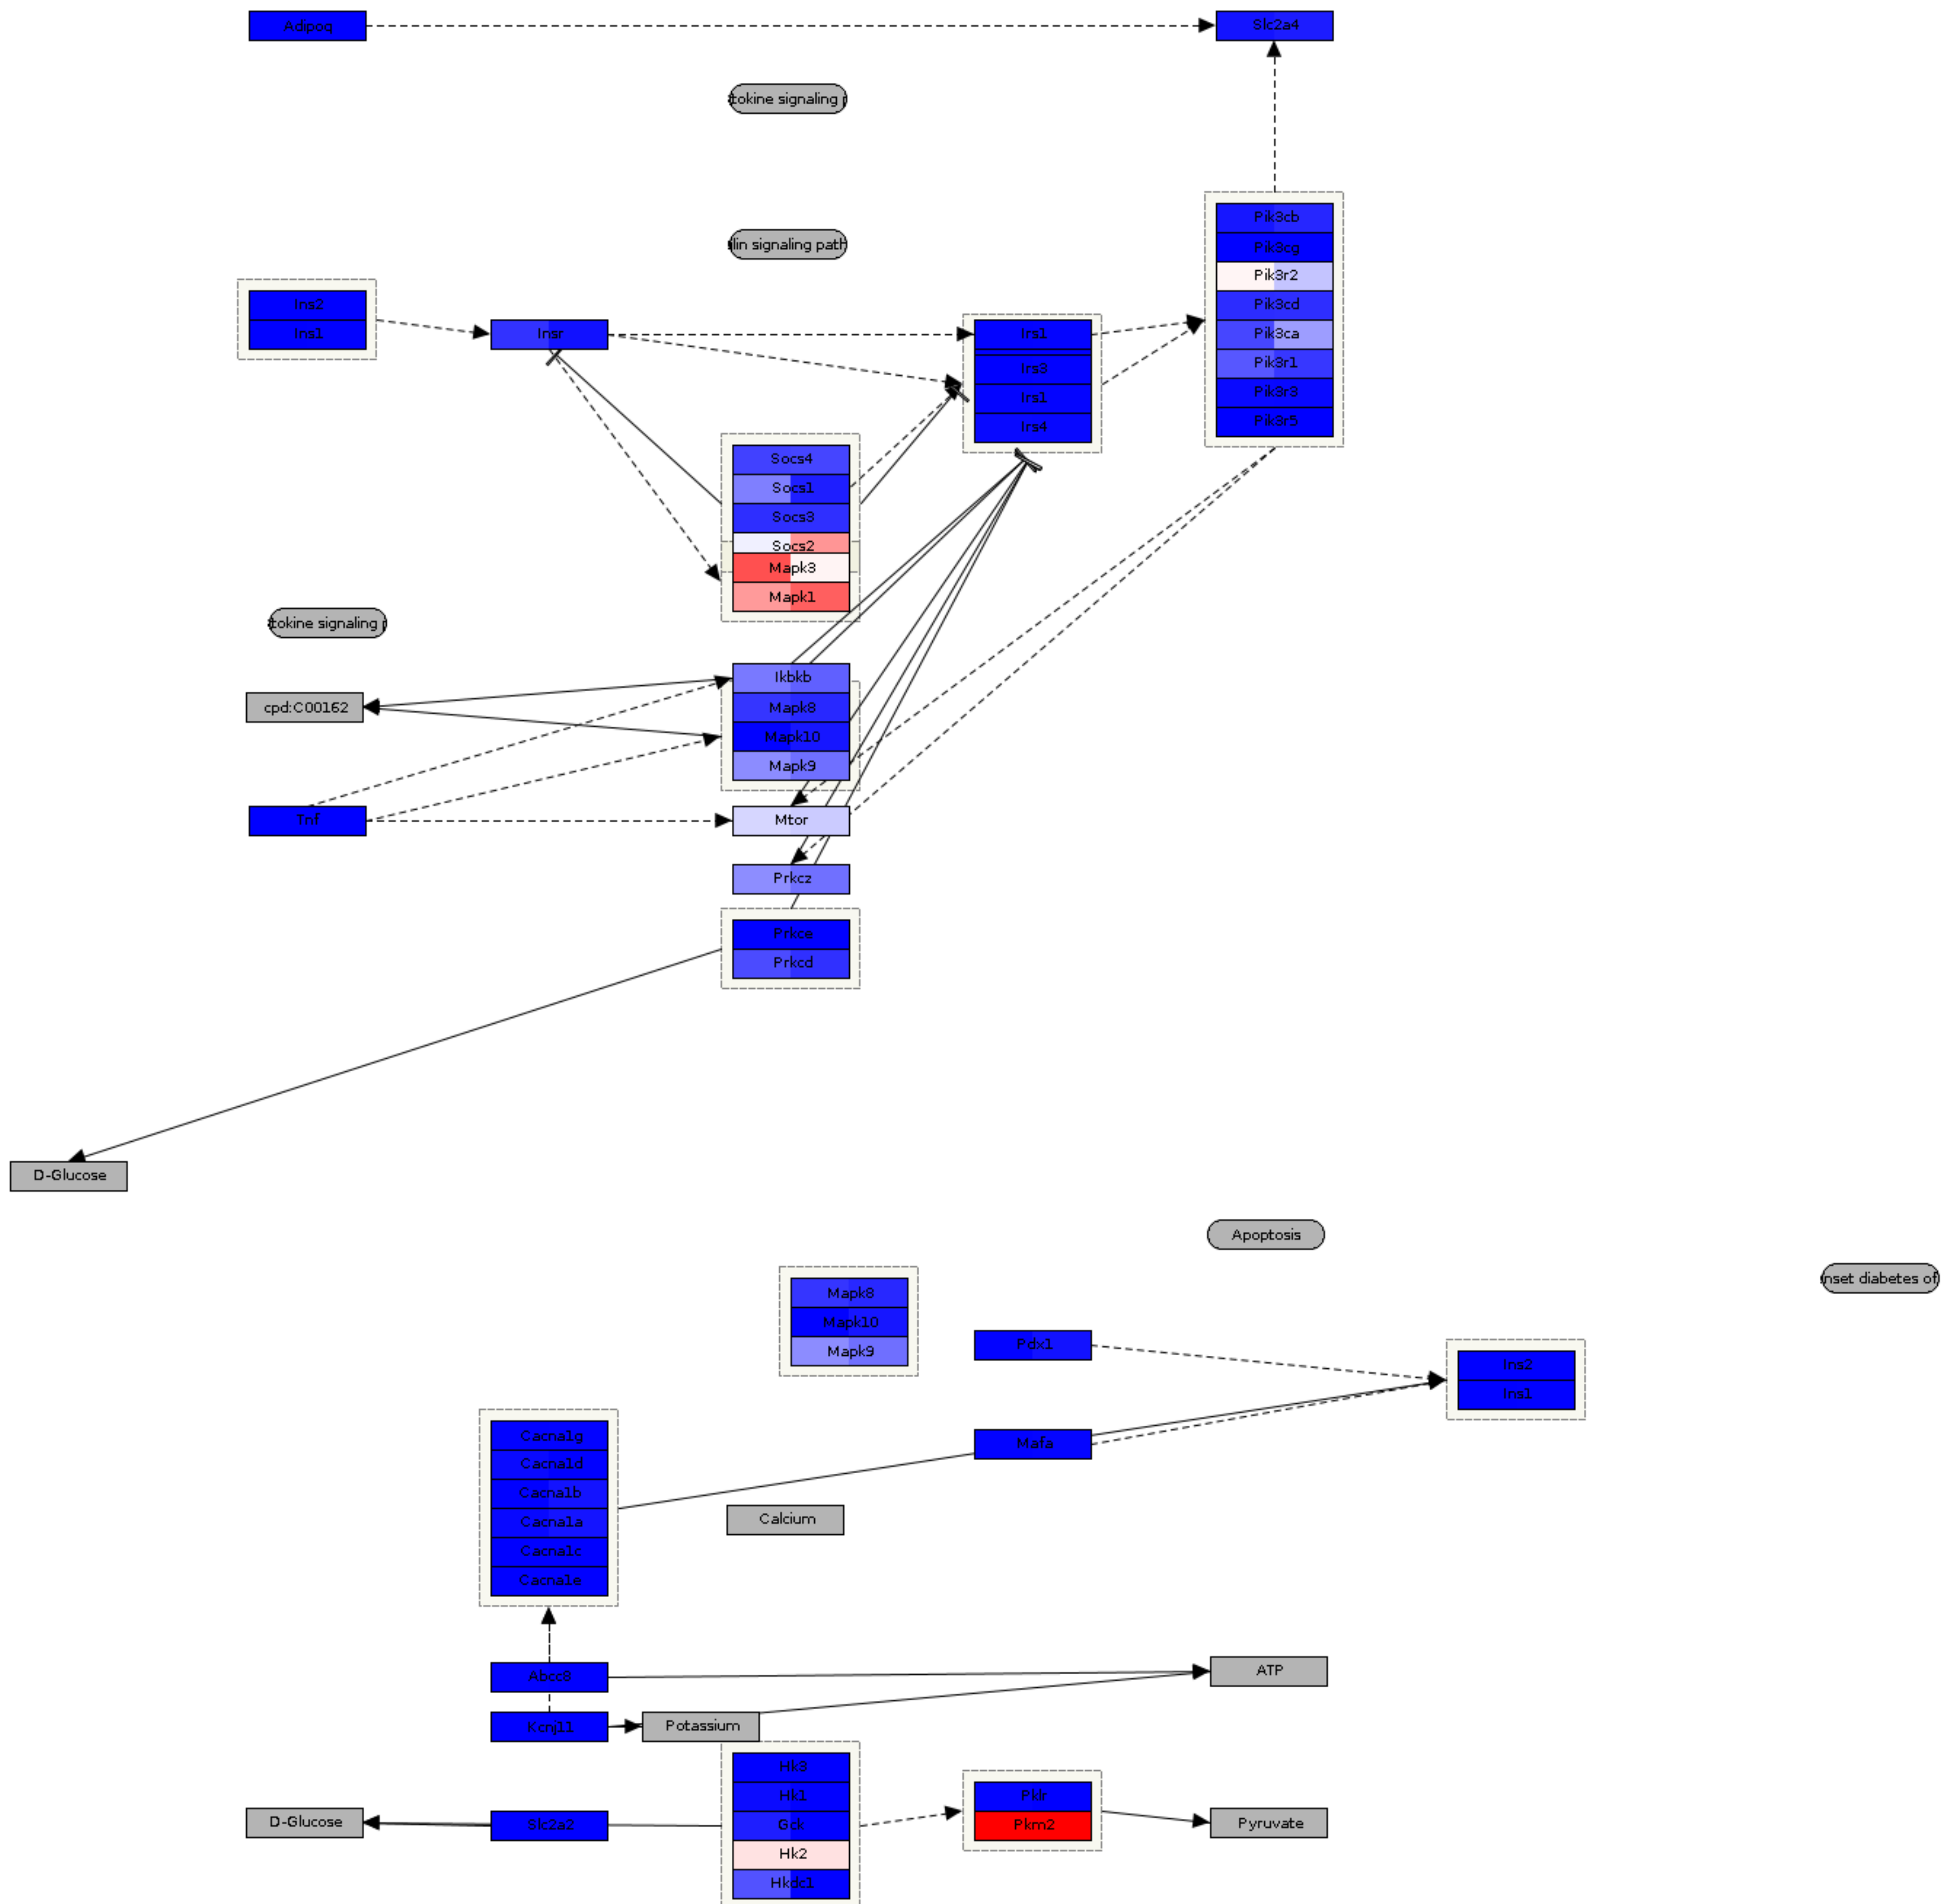 Adipoq
Slc2a4
tokine signaling p
Pik3cb
Pik3cg
Pik3r2
Pik3cd
Pik3ca
Pik3r1
Pik3r3
Pik3r5
lin signaling path
Ins2
Ins1
Insr
Irs1
Irs3
Irs1
Irs4
Socs4
Socs1
Socs3
Socs2
Mapk3
Mapk1
tokine signaling p
cpd:C00162
Ikbkb
Mapk8
Mapk10
Mapk9
Tnf
Mtor
Prkcz
Prkce
Prkcd
D-Glucose
Apoptosis
nset diabetes of
Mapk8
Mapk10
Mapk9
Pdx1
Ins2
Ins1
Mafa
Cacna1g
Cacna1d
Cacna1b
Cacna1a
Cacna1c
Cacna1e
Calcium
Abcc8
ATP
Kcnj11
Potassium
Hk3
Hk1
Gck
Hk2
Hkdc1
D-Glucose
Slc2a2
Pklr
Pkm2
Pyruvate